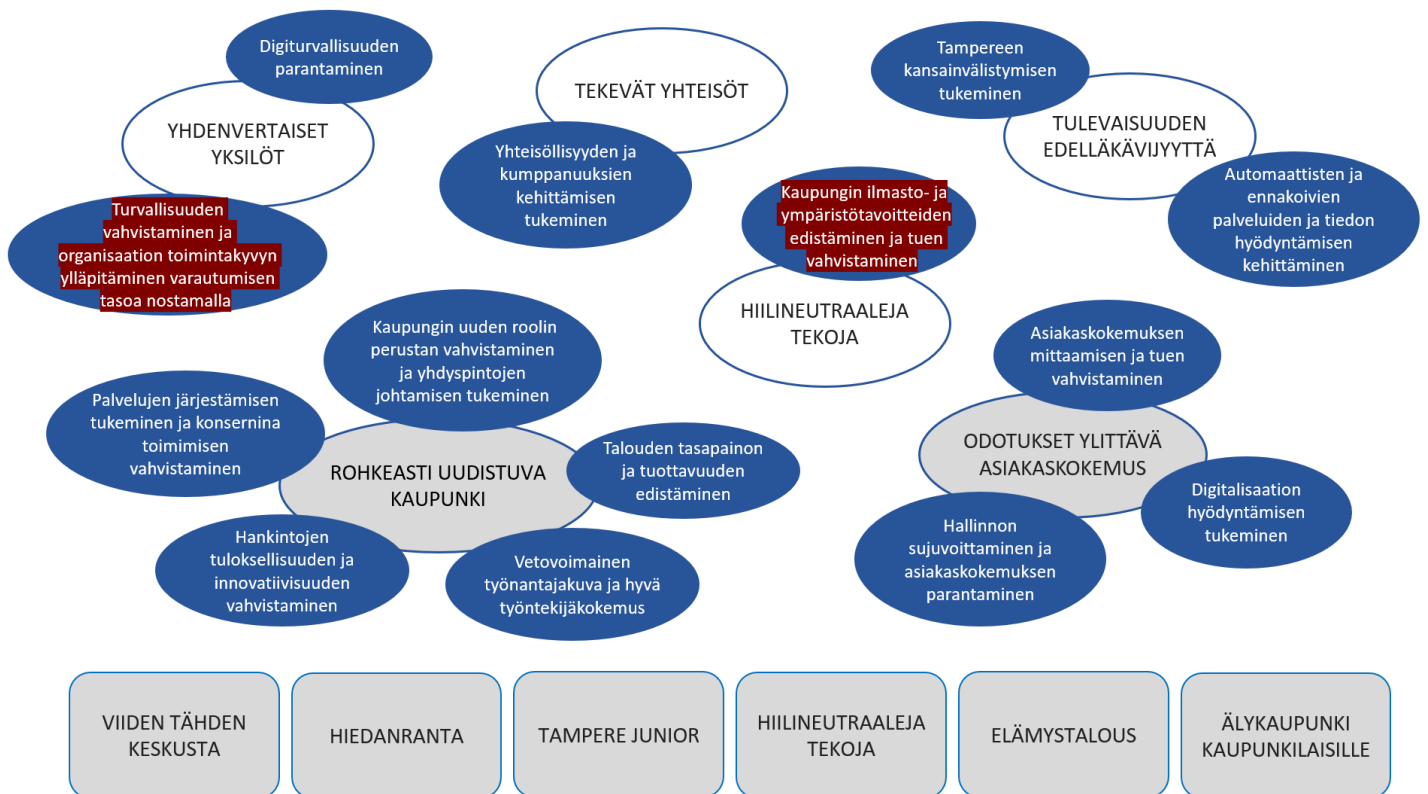 Digiturvallisuuden
parantaminen
YHDENVERTAISET
YKSILÖT
Turvallisuuden
vahvistaminen ja
organisaation toimintakyvyn
ylläpitäminen varautumisen
tasoa nostamalla
TEKEVÄT YHTEISÖT
Yhteisöllisyyden ja
kumppanuuksien
kehittämisen
tukeminen
Tampereen
kansainvälistymisen
tukeminen
TULEVAISUUDEN
EDELLÄKÄVIJYYTTÄ
Automaattisten ja
ennakoivien
palveluiden ja tiedon
hyödyntämisen
kehittäminen
Kaupungin ilmasto- ja
ympäristötavoitteiden
edistäminen ja tuen
vahvistaminen
HIILINEUTRAALEJA
TEKOJA
Kaupungin uuden roolin
perustan vahvistaminen
ja yhdyspintojen
johtamisen tukeminen
Palvelujen järjestämisen
tukeminen ja konsernina
toimimisen
vahvistaminen
ROHKEASTI UUDISTUVA
KAUPUNKI
Talouden tasapainon
ja tuottavuuden
edistäminen
Hankintojen
tuloksellisuuden ja
innovatiivisuuden
vahvistaminen
Vetovoimainen
työnantajakuva ja hyvä
työntekijäkokemus
Asiakaskokemuksen
mittaamisen ja tuen
vahvistaminen
ODOTUKSET YLITTÄVÄ
ASIAKASKOKEMUS
Digitalisaation
hyödyntämisen
tukeminen
Hallinnon
sujuvoittaminen ja
asiakaskokemuksen
parantaminen
VIIDEN TÄHDEN
KESKUSTA
HIEDANRANTA
TAMPERE JUNIOR
HIILINEUTRAALEJA
TEKOJA
ELÄMYSTALOUS
ÄLYKAUPUNKI
KAUPUNKILAISILLE